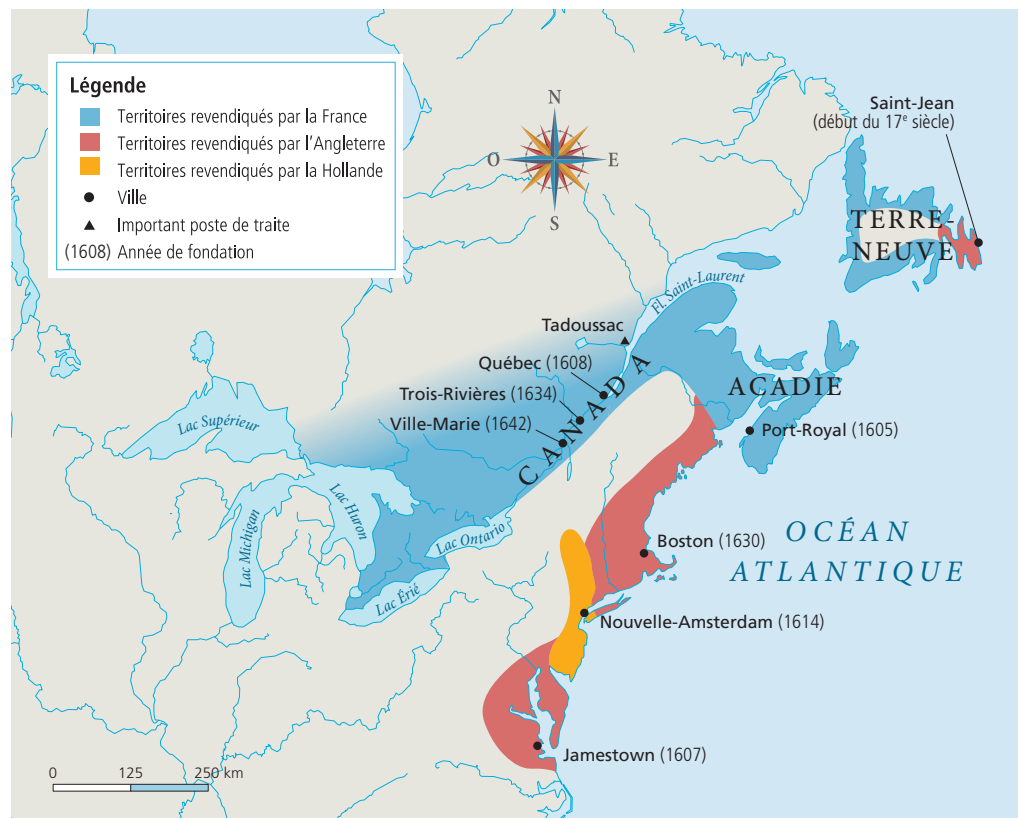 Légende
Territoires revendiqués par la France
Territoires revendiqués par l'Angleterre
Territoires revendiqués par la Hollande
Ville
Important poste de traite
(1608) Année de fondation
N
O
E
S
Saint-Jean
(début du 17e siècle)
TERRE-
NEUVE
Fl. Saint-Laurent
Tadoussac
Québec (1608)
Trois-Rivières (1634)
Ville-Marie (1642)
CANADA
ACADIE
Port-Royal (1605)
Lac Supérieur
Lac Michigan
Lac Huron
Lac Ontario
Lac Érié
Boston (1630)
OCÉAN
ATLANTIQUE
Nouvelle-Amsterdam (1614)
Jamestown (1607)
0 125 250 km